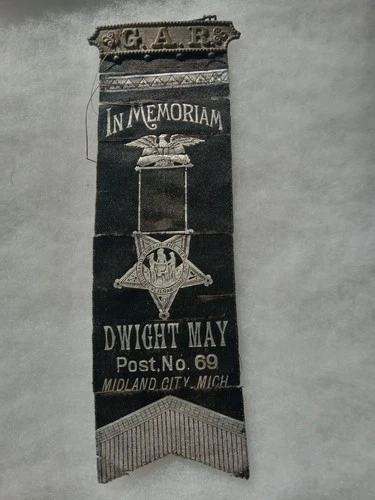 G.A.R.
IN MEMORIAM
DWIGHT MAY
Post, No. 69
MIDLAND CITY, MICH